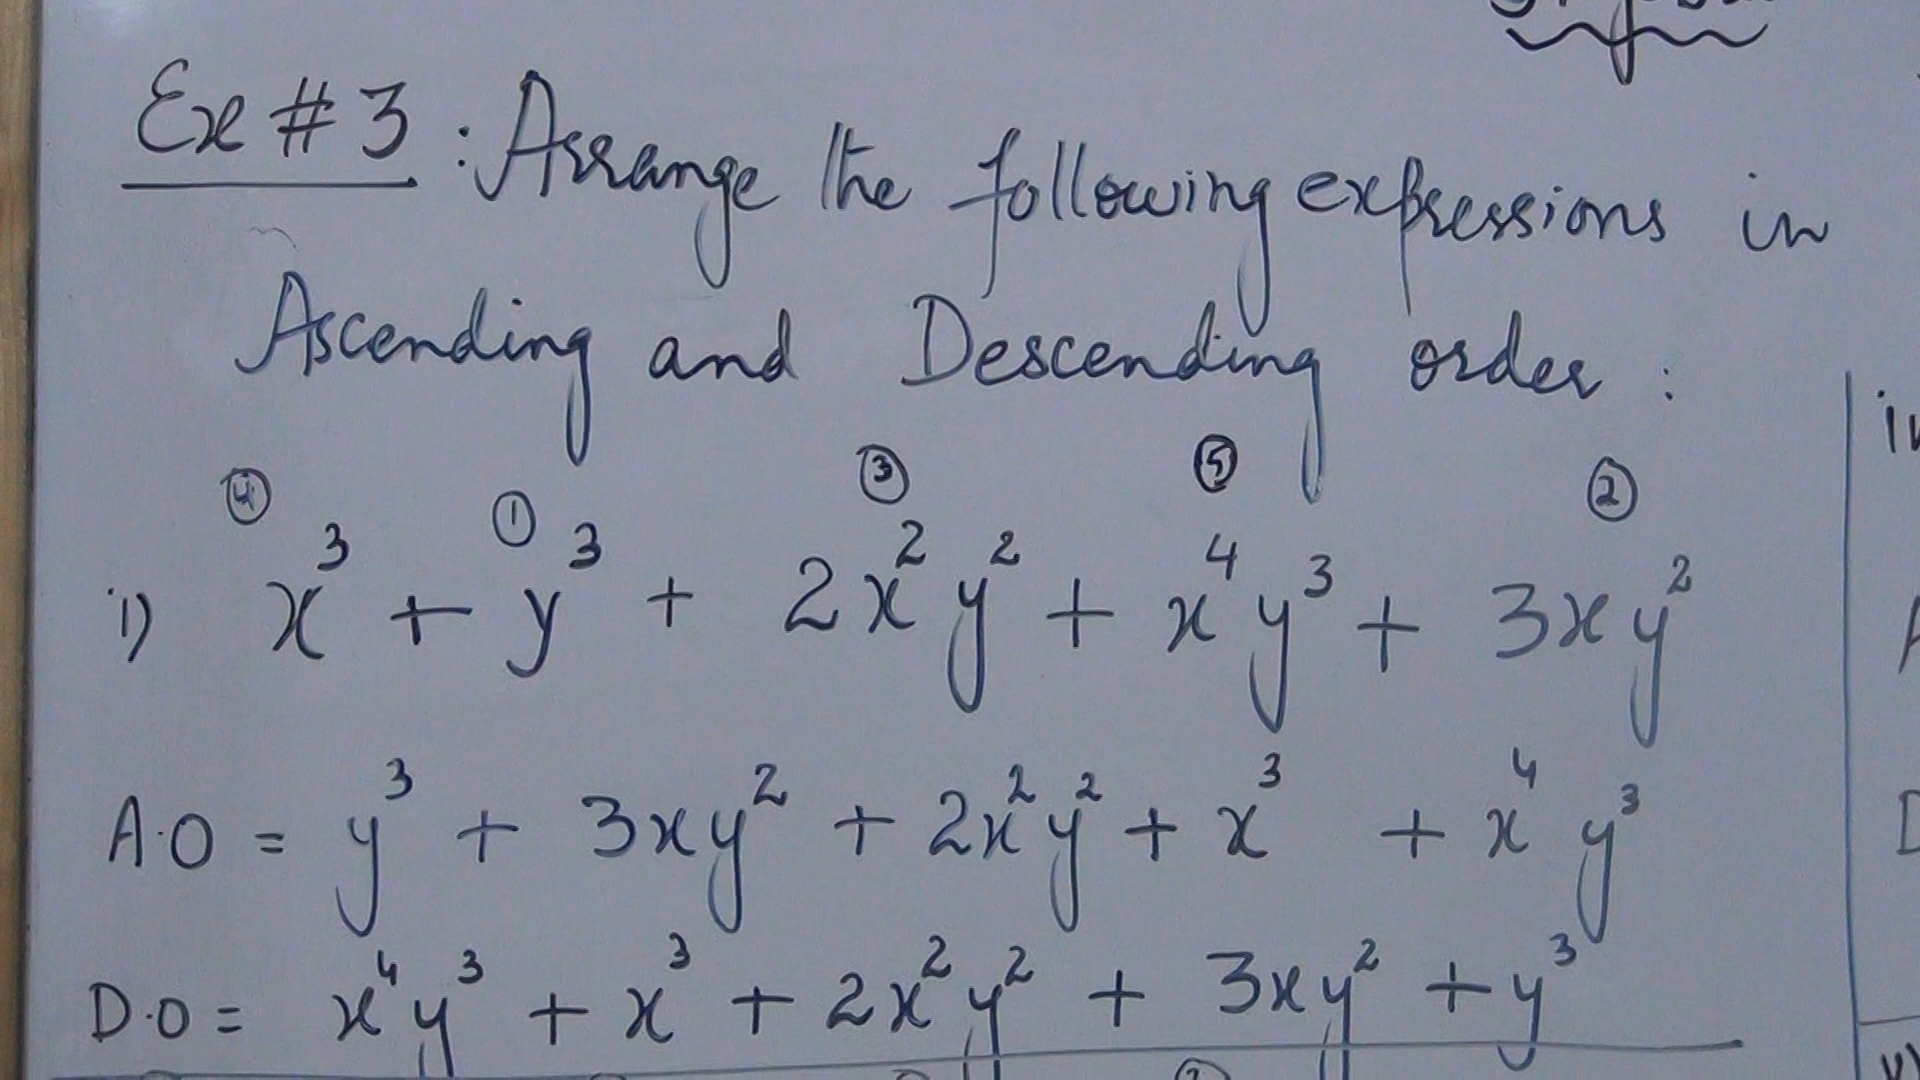 Ex # 3 : Arrange the following expressions in
Ascending and Descending order :
④ ① ③ ⑤ ②
i) x³ + y³ + 2x²y² + x⁴y³ + 3xy²
A.O = y³ + 3xy² + 2x²y² + x³ + x⁴y³
D.O = x⁴y³ + x³ + 2x²y² + 3xy² + y³